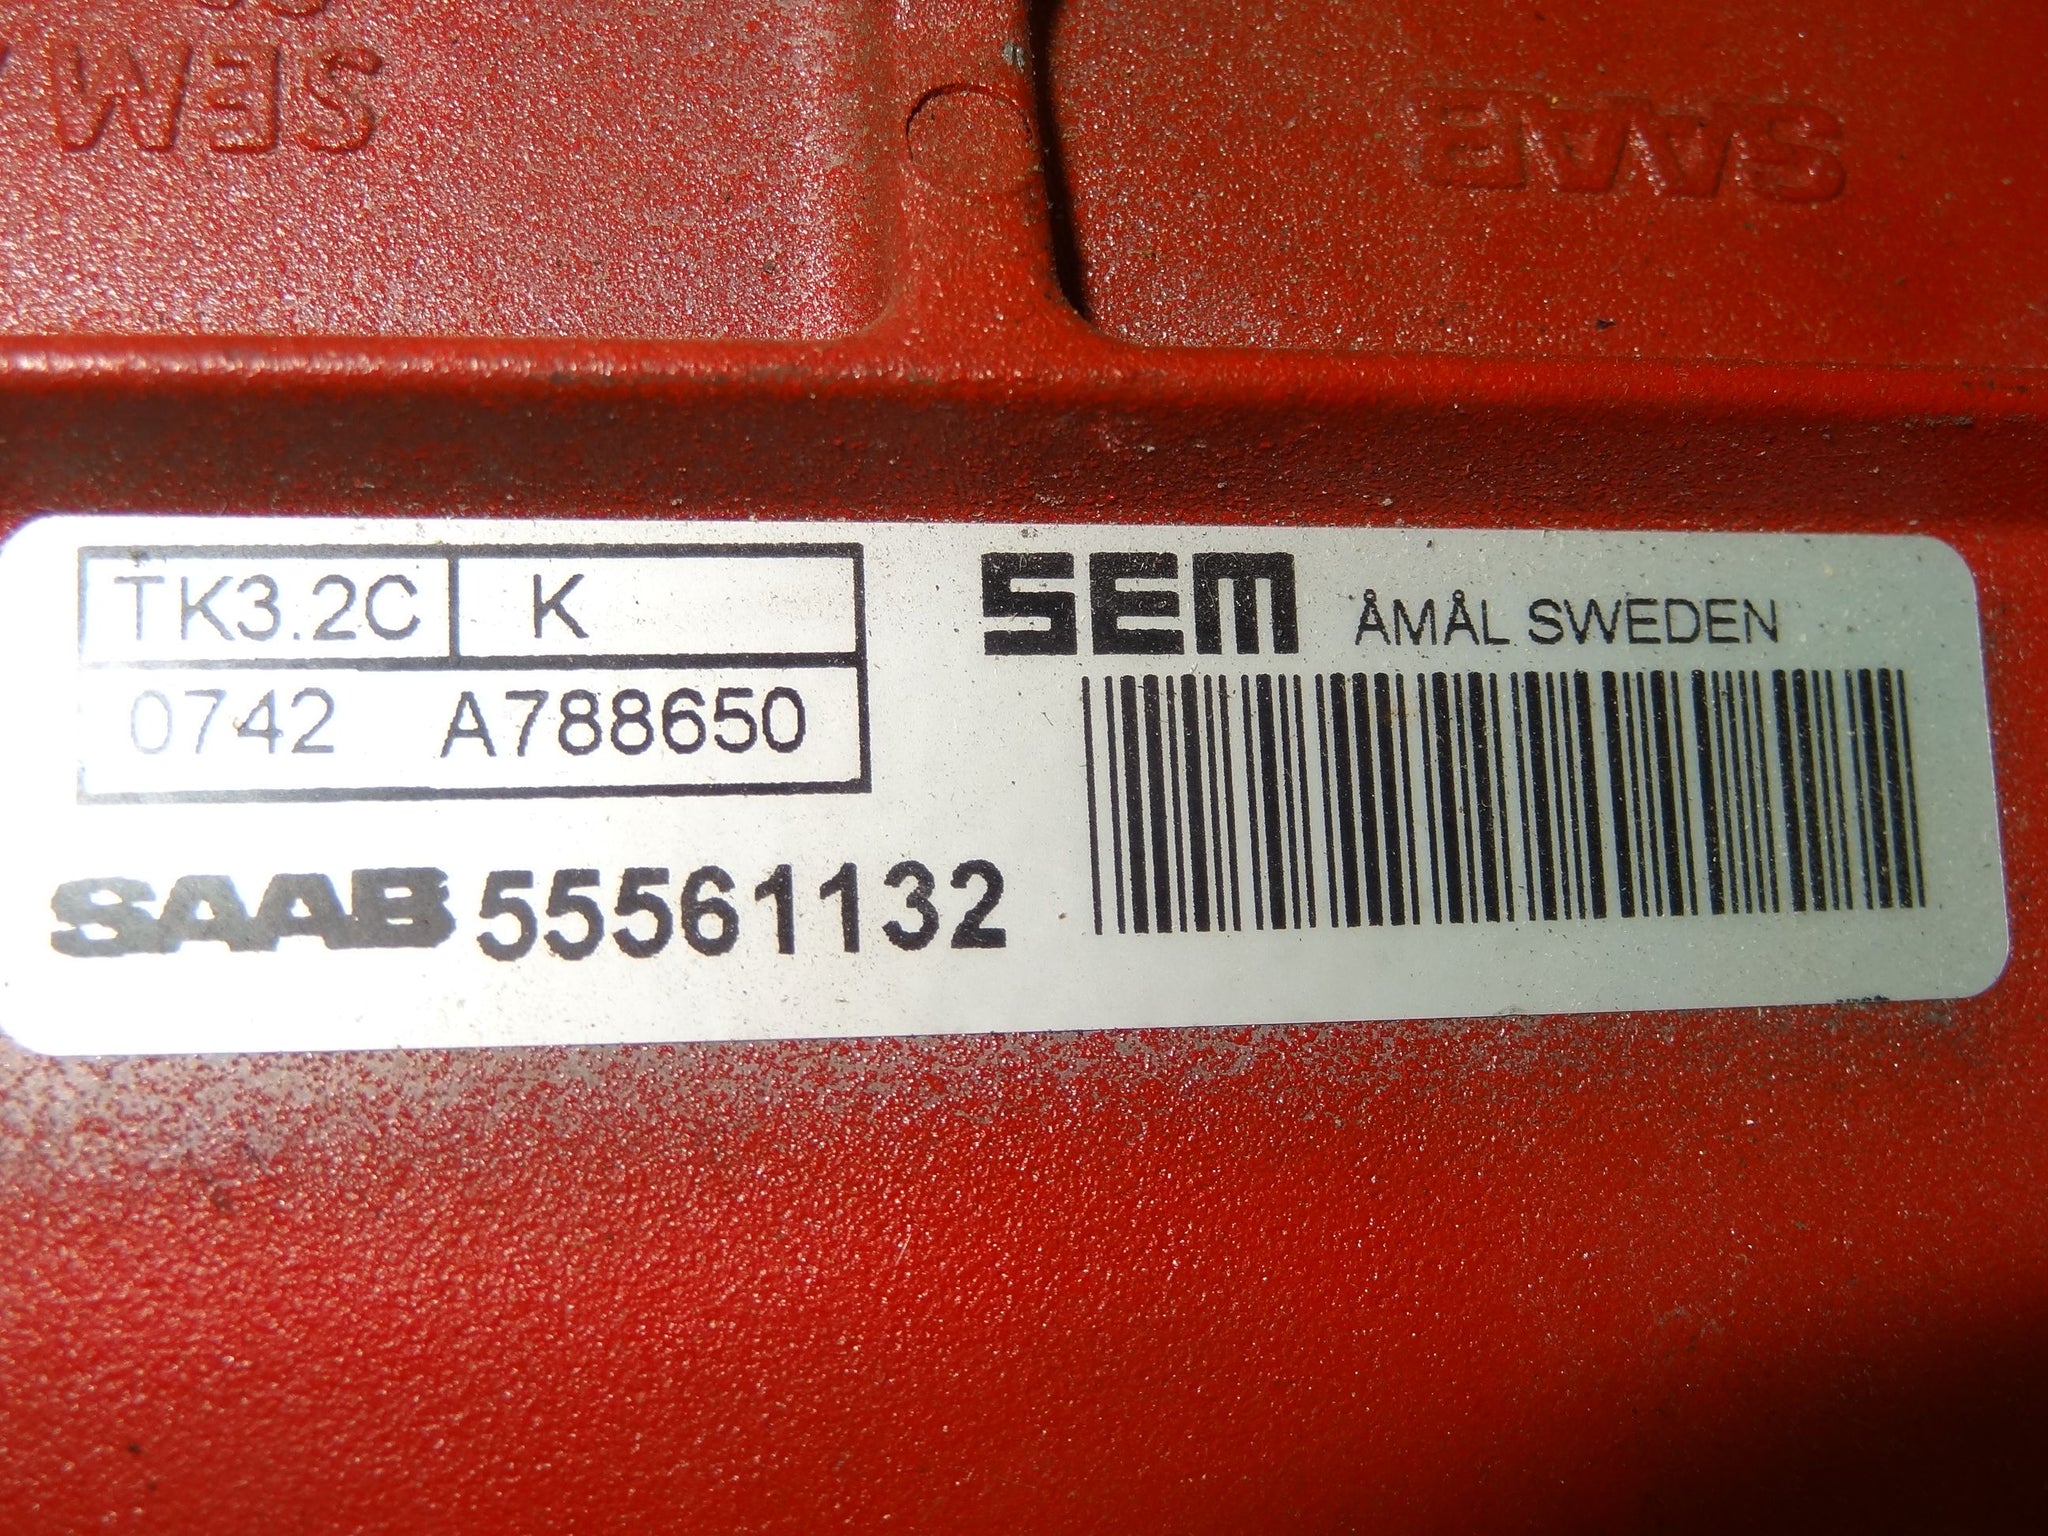 SEM
SAAB
TK3.2C K
0742 A788650
SEM ÅMÅL SWEDEN
SAAB 55561132